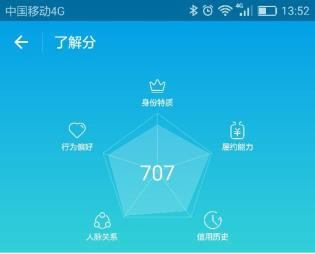 中国移动4G
4G
13:52
了解分
身份特质
行为偏好
履约能力
707
人脉关系
信用历史